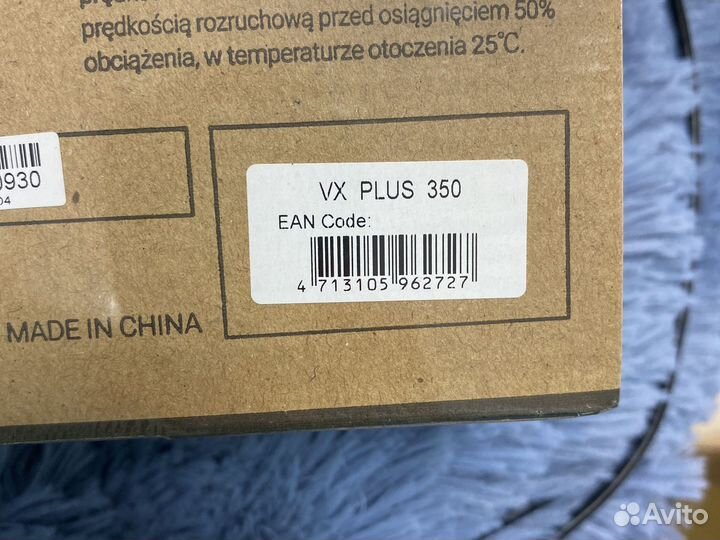 prędkością rozruchową przed osiągnięciem 50%
obciążenia, w temperaturze otoczenia 25°C.
0930
04
VX PLUS 350
EAN Code:
4 713105 962727
MADE IN CHINA
Avito